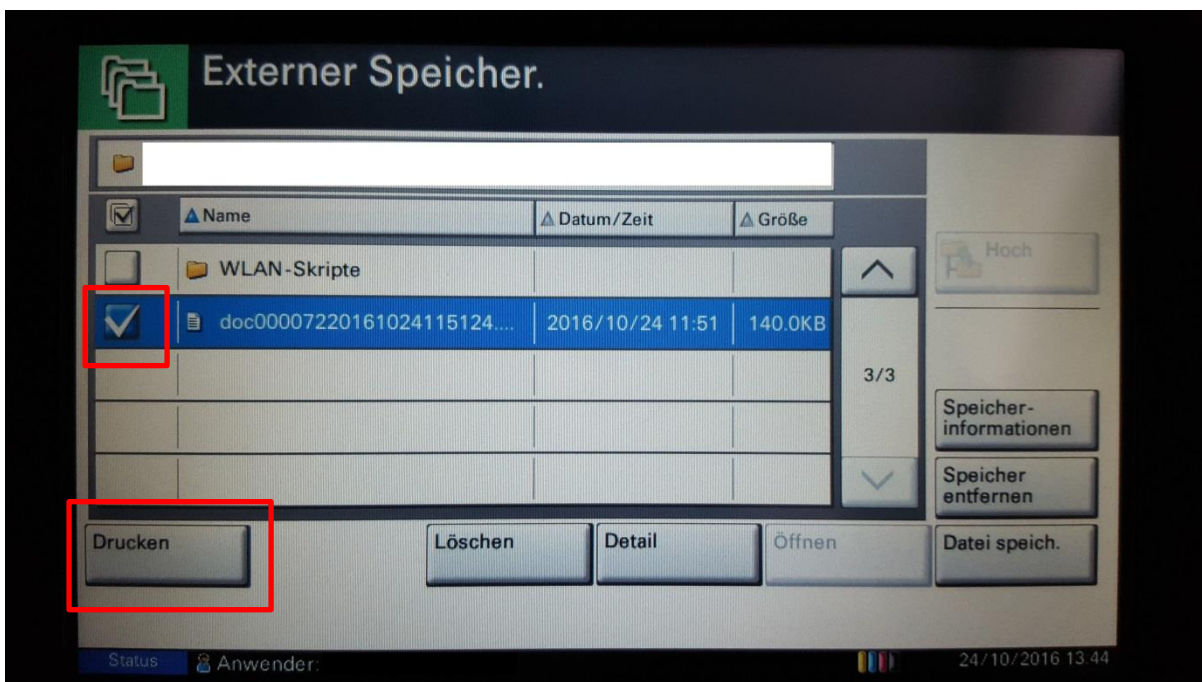 Externer Speicher.
Name
Datum/Zeit
Größe
WLAN-Skripte
Hoch
doc00007220161024115124....
2016/10/24 11:51
140.0KB
3/3
Speicher-
informationen
Speicher
entfernen
Drucken
Löschen
Detail
Öffnen
Datei speich.
Status
Anwender:
24/10/2016 13.44